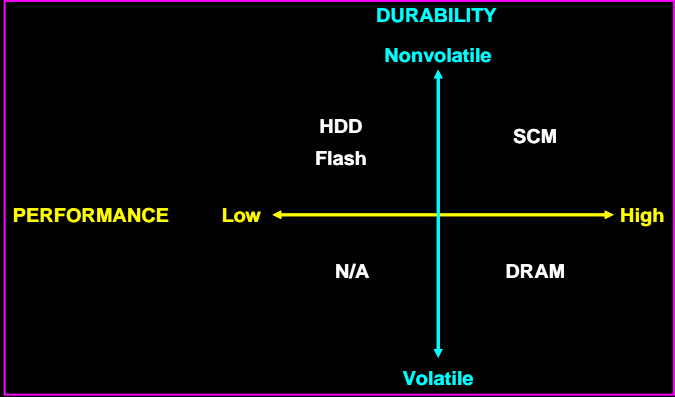 DURABILITY
Nonvolatile
HDD
Flash
SCM
PERFORMANCE
Low
High
N/A
DRAM
Volatile